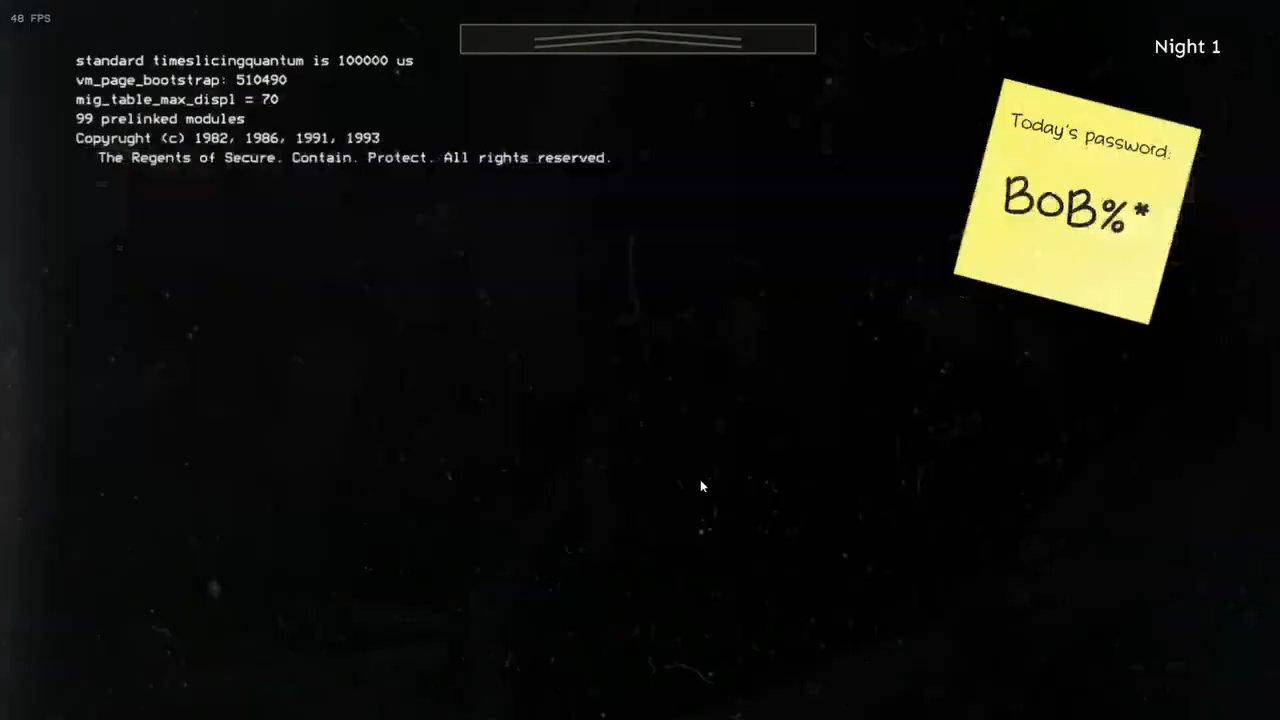 48 FPS
Night 1
standard timeslicingquantum is 100000 us
vm_page_bootstrap: 510490
mig_table_max_displ = 70
99 prelinked modules
Copyrught (c) 1982, 1986, 1991, 1993
The Regents of Secure. Contain. Protect. All rights reserved.
Today's password:
BoB%*